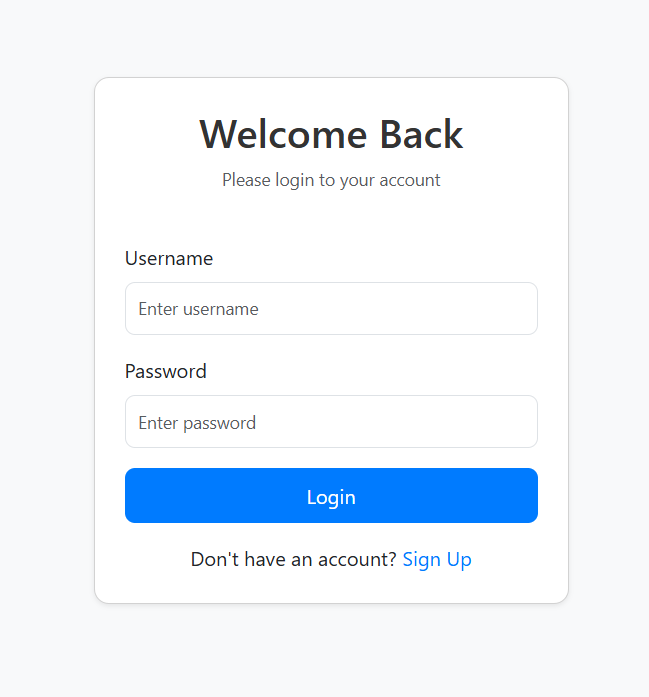 Welcome Back
Please login to your account
Username
Enter username
Password
Enter password
Login
Don't have an account? Sign Up